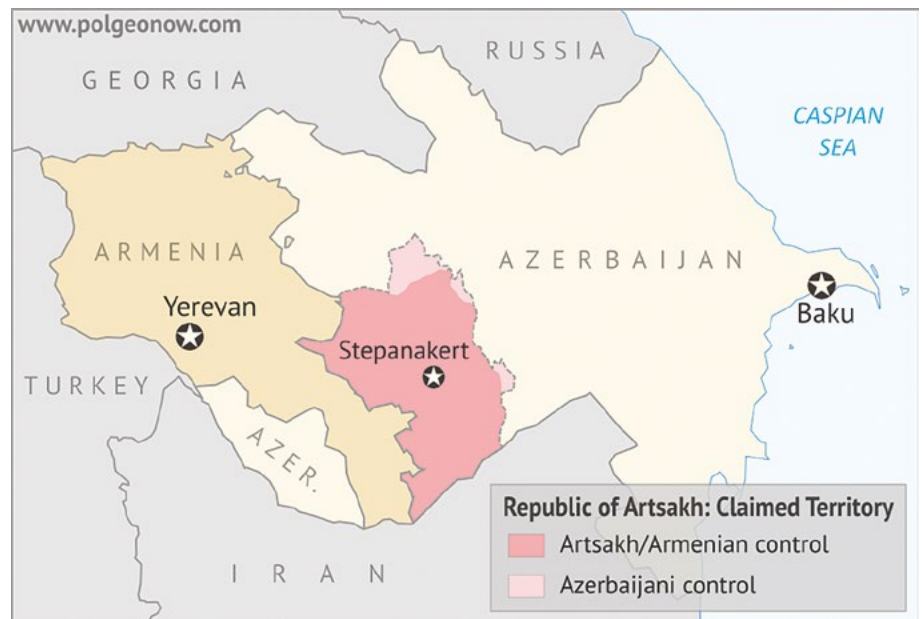 www.polgeonow.com
RUSSIA
GEORGIA
CASPIAN
SEA
ARMENIA
AZERBAIJAN
Yerevan
Baku
Stepanakert
TURKEY
AZER.
IRAN
Republic of Artsakh: Claimed Territory
Artsakh/Armenian control
Azerbaijani control